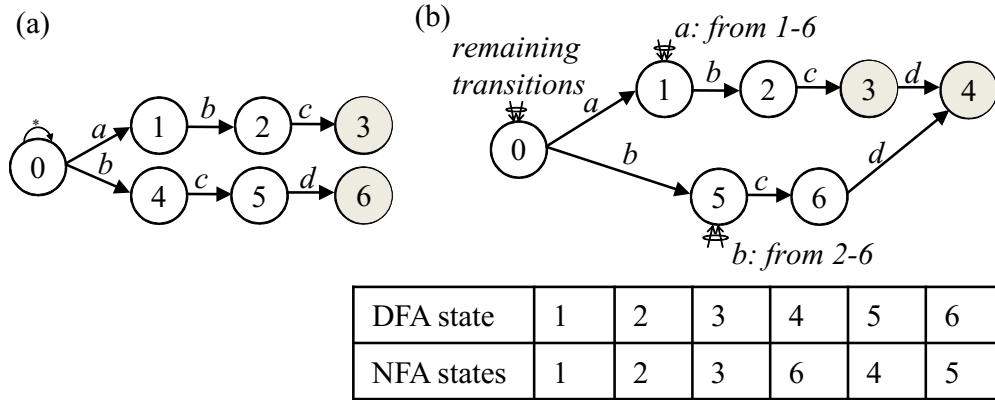 (a)
* 0 a 1 b 2 c 3
b 4 c 5 d 6
(b)
remaining
transitions
a: from 1-6
0 a 1 b 2 c 3 d 4
b 5 c 6 d
b: from 2-6
DFA state 1 2 3 4 5 6
NFA states 1 2 3 6 4 5